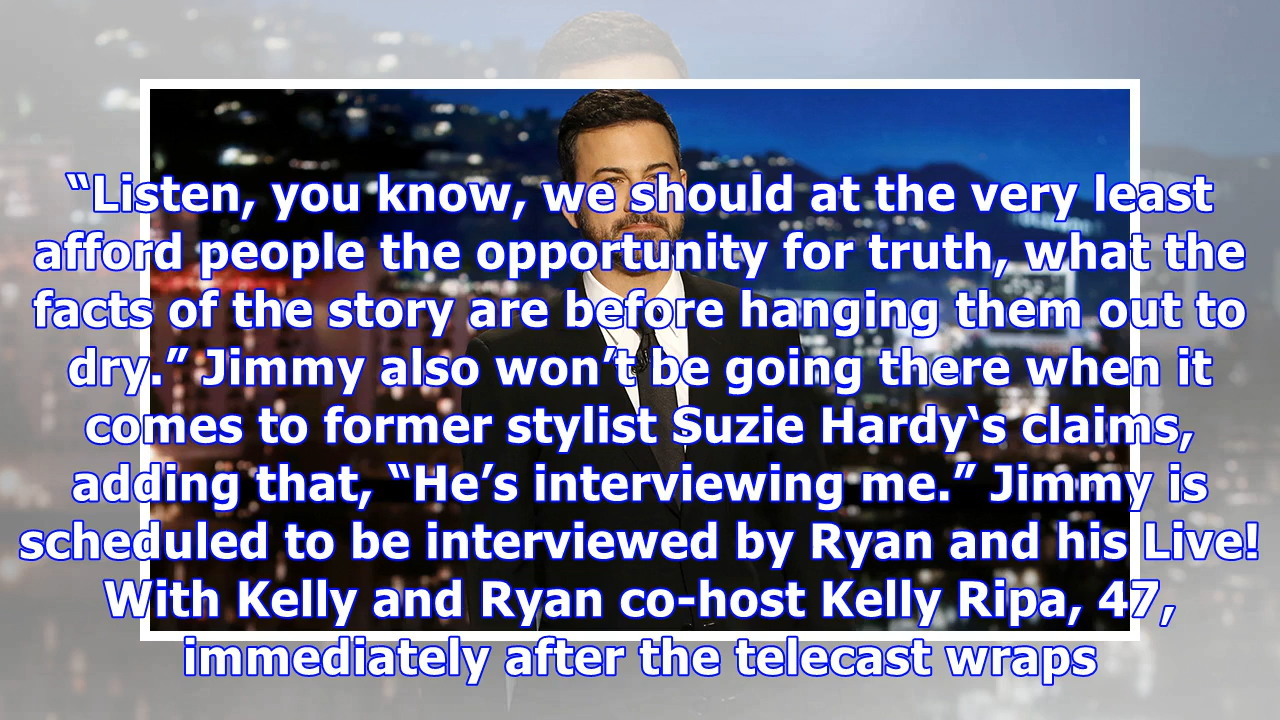 “Listen, you know, we should at the very least
afford people the opportunity for truth, what the
facts of the story are before hanging them out to
dry.” Jimmy also won’t be going there when it
comes to former stylist Suzie Hardy‘s claims,
adding that, “He’s interviewing me.” Jimmy is
scheduled to be interviewed by Ryan and his Live!
With Kelly and Ryan co-host Kelly Ripa, 47,
immediately after the telecast wraps